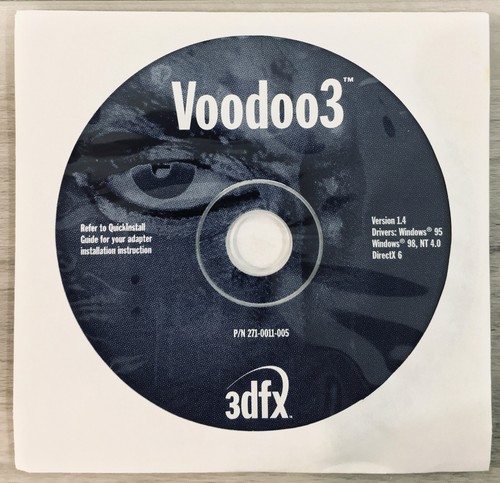 Voodoo3™
Refer to QuickInstall
Guide for your adapter
installation instruction
Version 1.4
Drivers: Windows® 95
Windows® 98, NT 4.0
DirectX 6
P/N 271-0011-005
3dfx